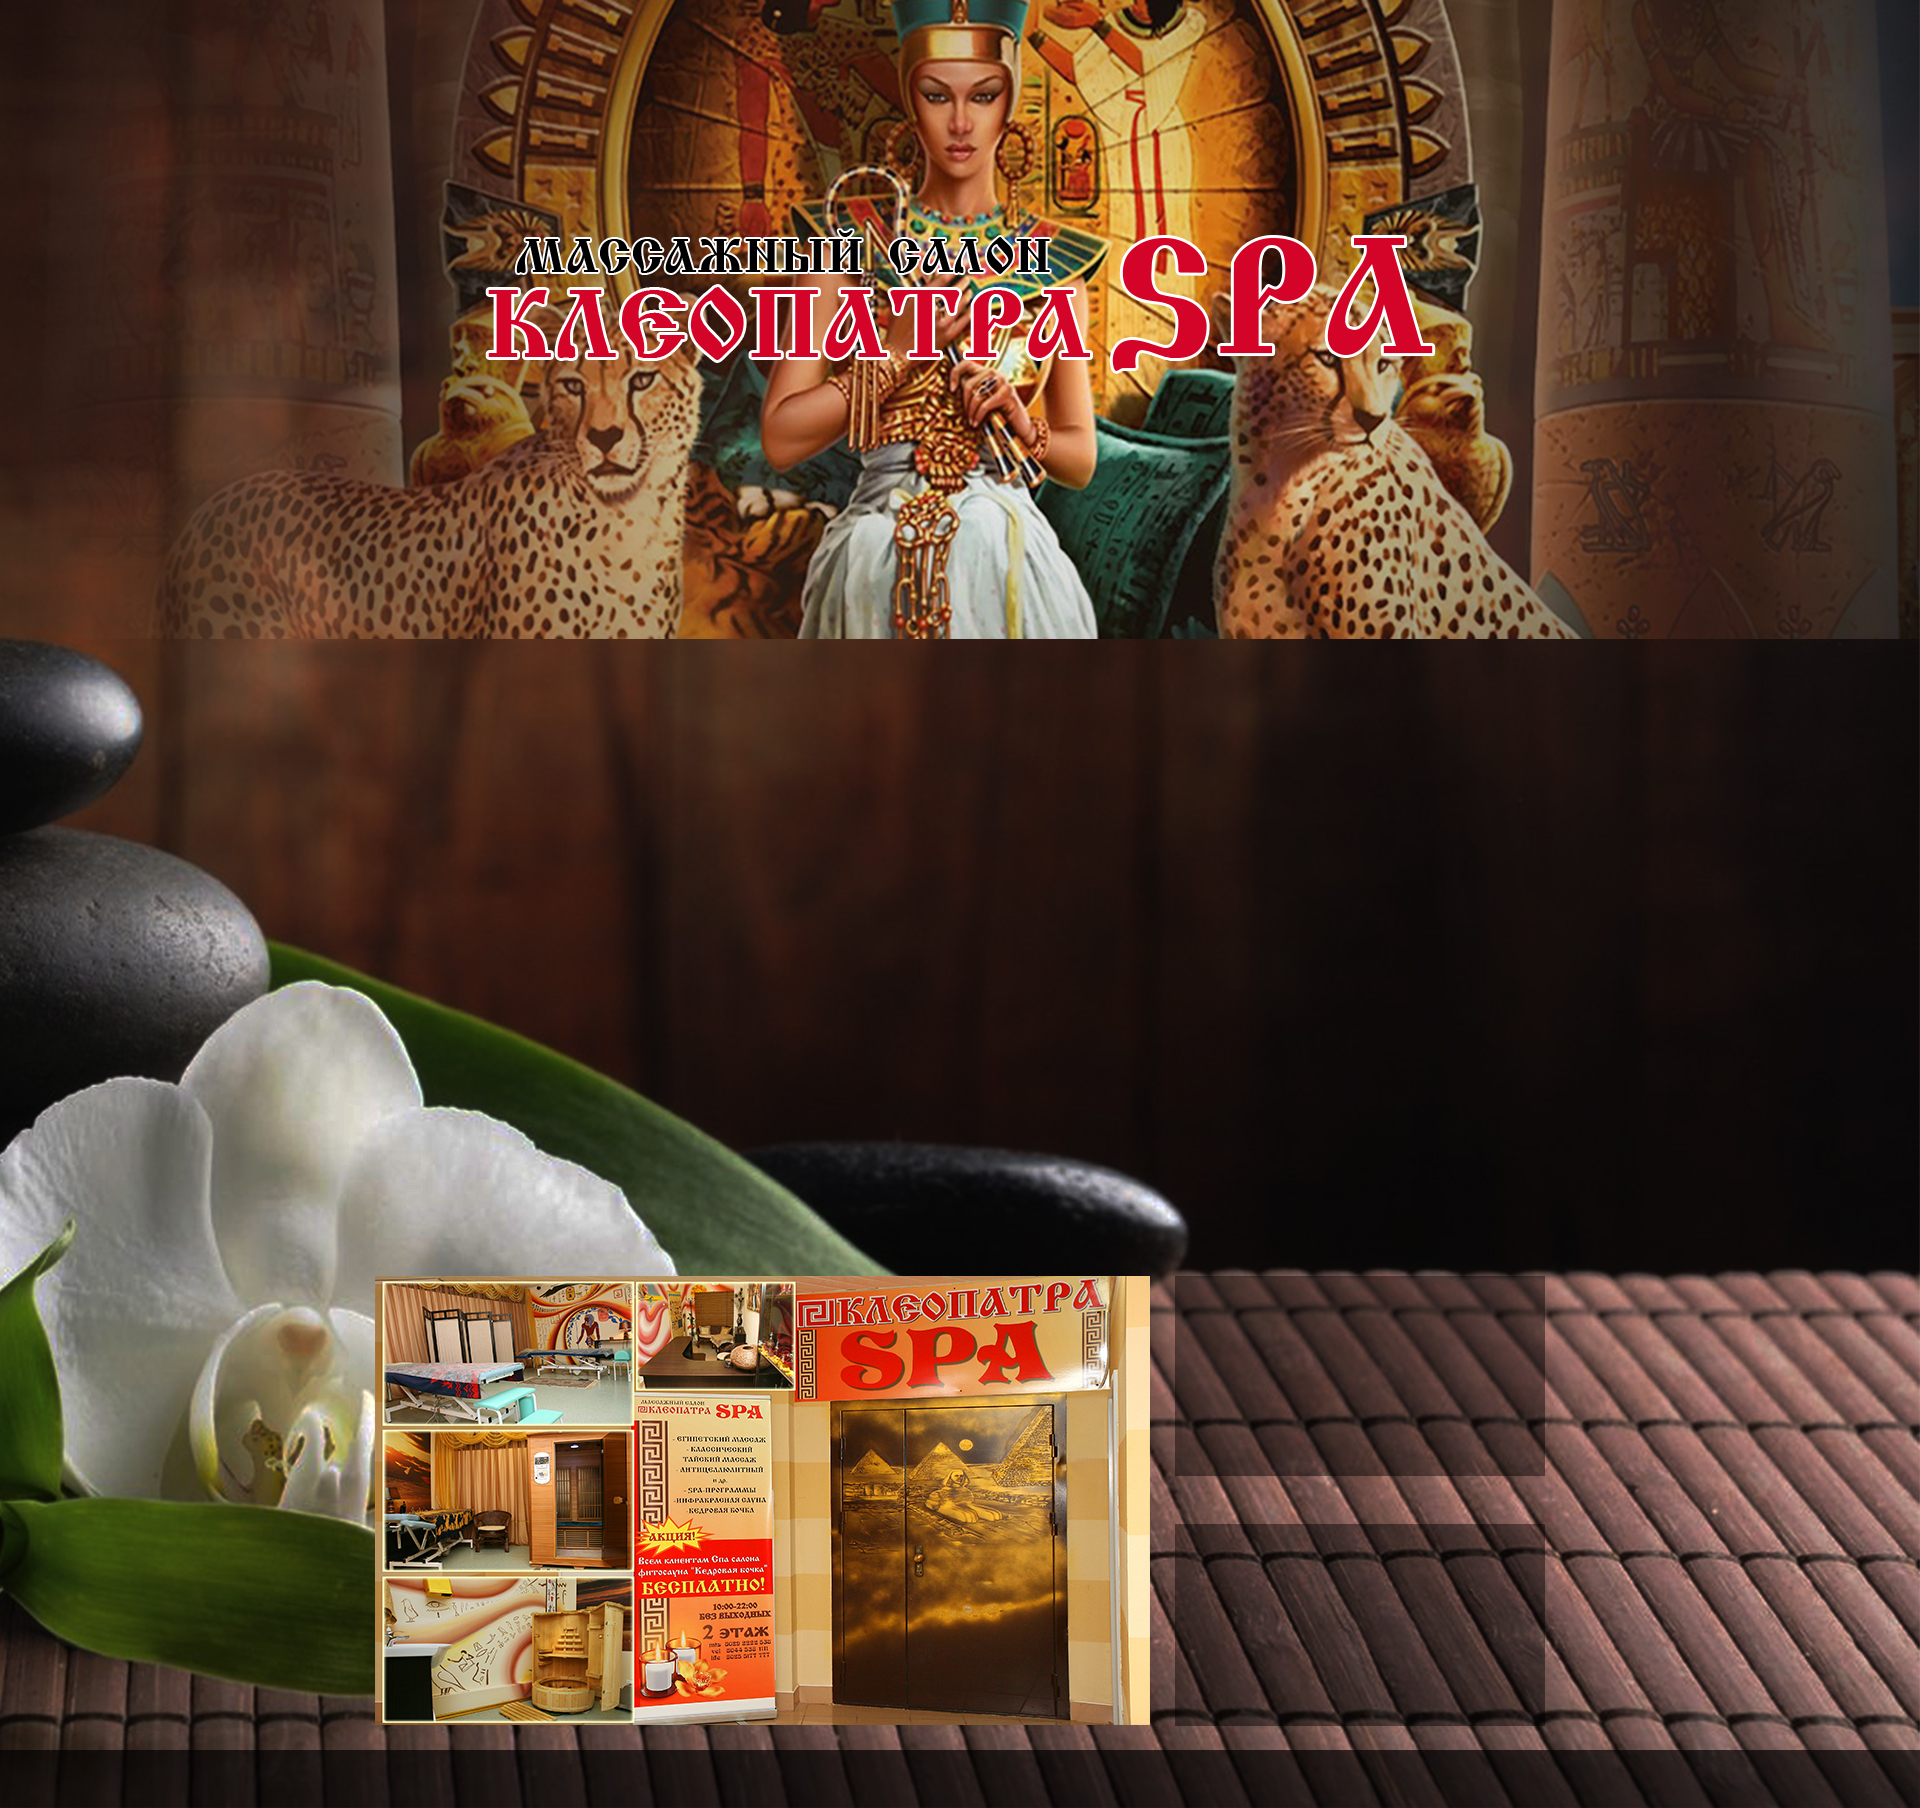 МАССАЖНЫЙ САЛОН
КЛЕОПАТРА SPA
КЛЕОПАТРА
SPA
МАССАЖНЫЙ САЛОН
КЛЕОПАТРА SPA
- ЕГИПЕТСКИЙ МАССАЖ
- КЛАССИЧЕСКИЙ
ТАЙСКИЙ МАССАЖ
- АНТИЦЕЛЛЮЛИТНЫЙ
и др.
- SPA-ПРОГРАММЫ
-ИНФРАКРАСНАЯ САУНА
-КЕДРОВАЯ БОЧКА
АКЦИЯ!
Всем клиентам Спа салона
фитосауна "Кедровая бочка"
БЕСПЛАТНО!
10:00-22:00
БЕЗ ВЫХОДНЫХ
2 этаж